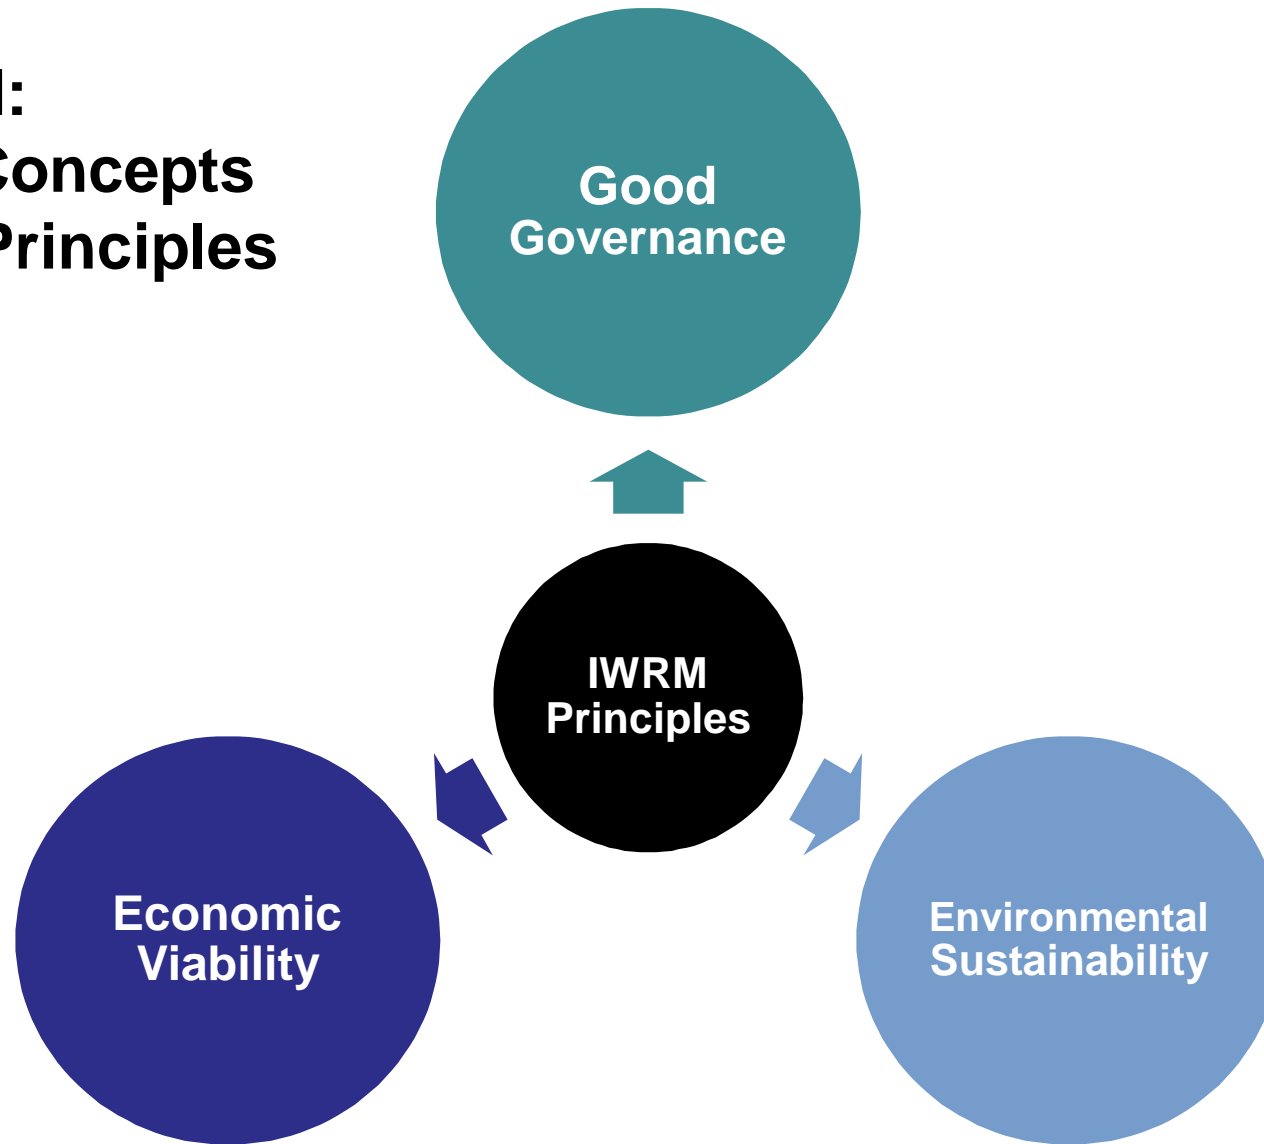 :
Concepts
Principles
Good
Governance
IWRM
Principles
Economic
Viability
Environmental
Sustainability